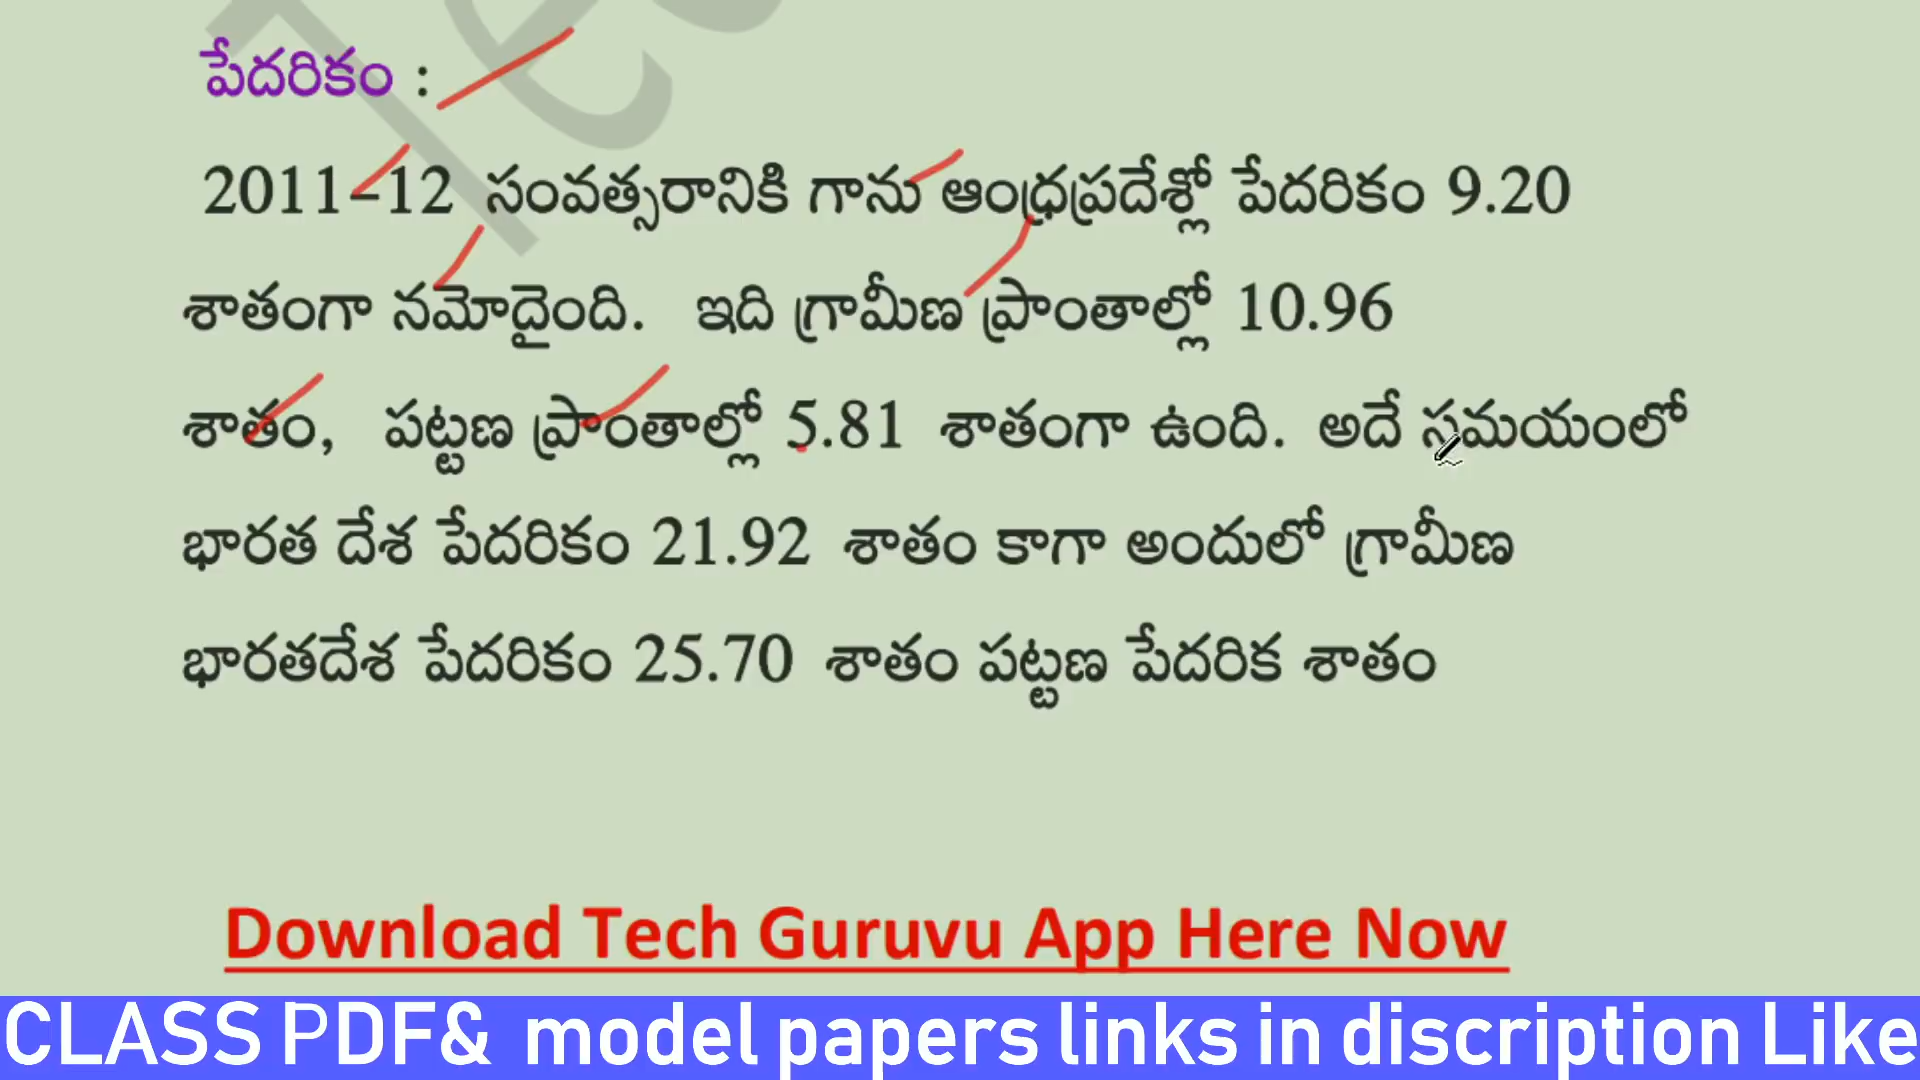 పేదరికం :
2011-12 సంవత్సరానికి గాను ఆంధ్రప్రదేశ్లో పేదరికం 9.20
శాతంగా నమోదైంది. ఇది గ్రామీణ ప్రాంతాల్లో 10.96
శాతం, పట్టణ ప్రాంతాల్లో 5.81 శాతంగా ఉంది. అదే సమయంలో
భారత దేశ పేదరికం 21.92 శాతం కాగా అందులో గ్రామీణ
భారతదేశ పేదరికం 25.70 శాతం పట్టణ పేదరిక శాతం
Download Tech Guruvu App Here Now
CLASS PDF& model papers links in discription Like